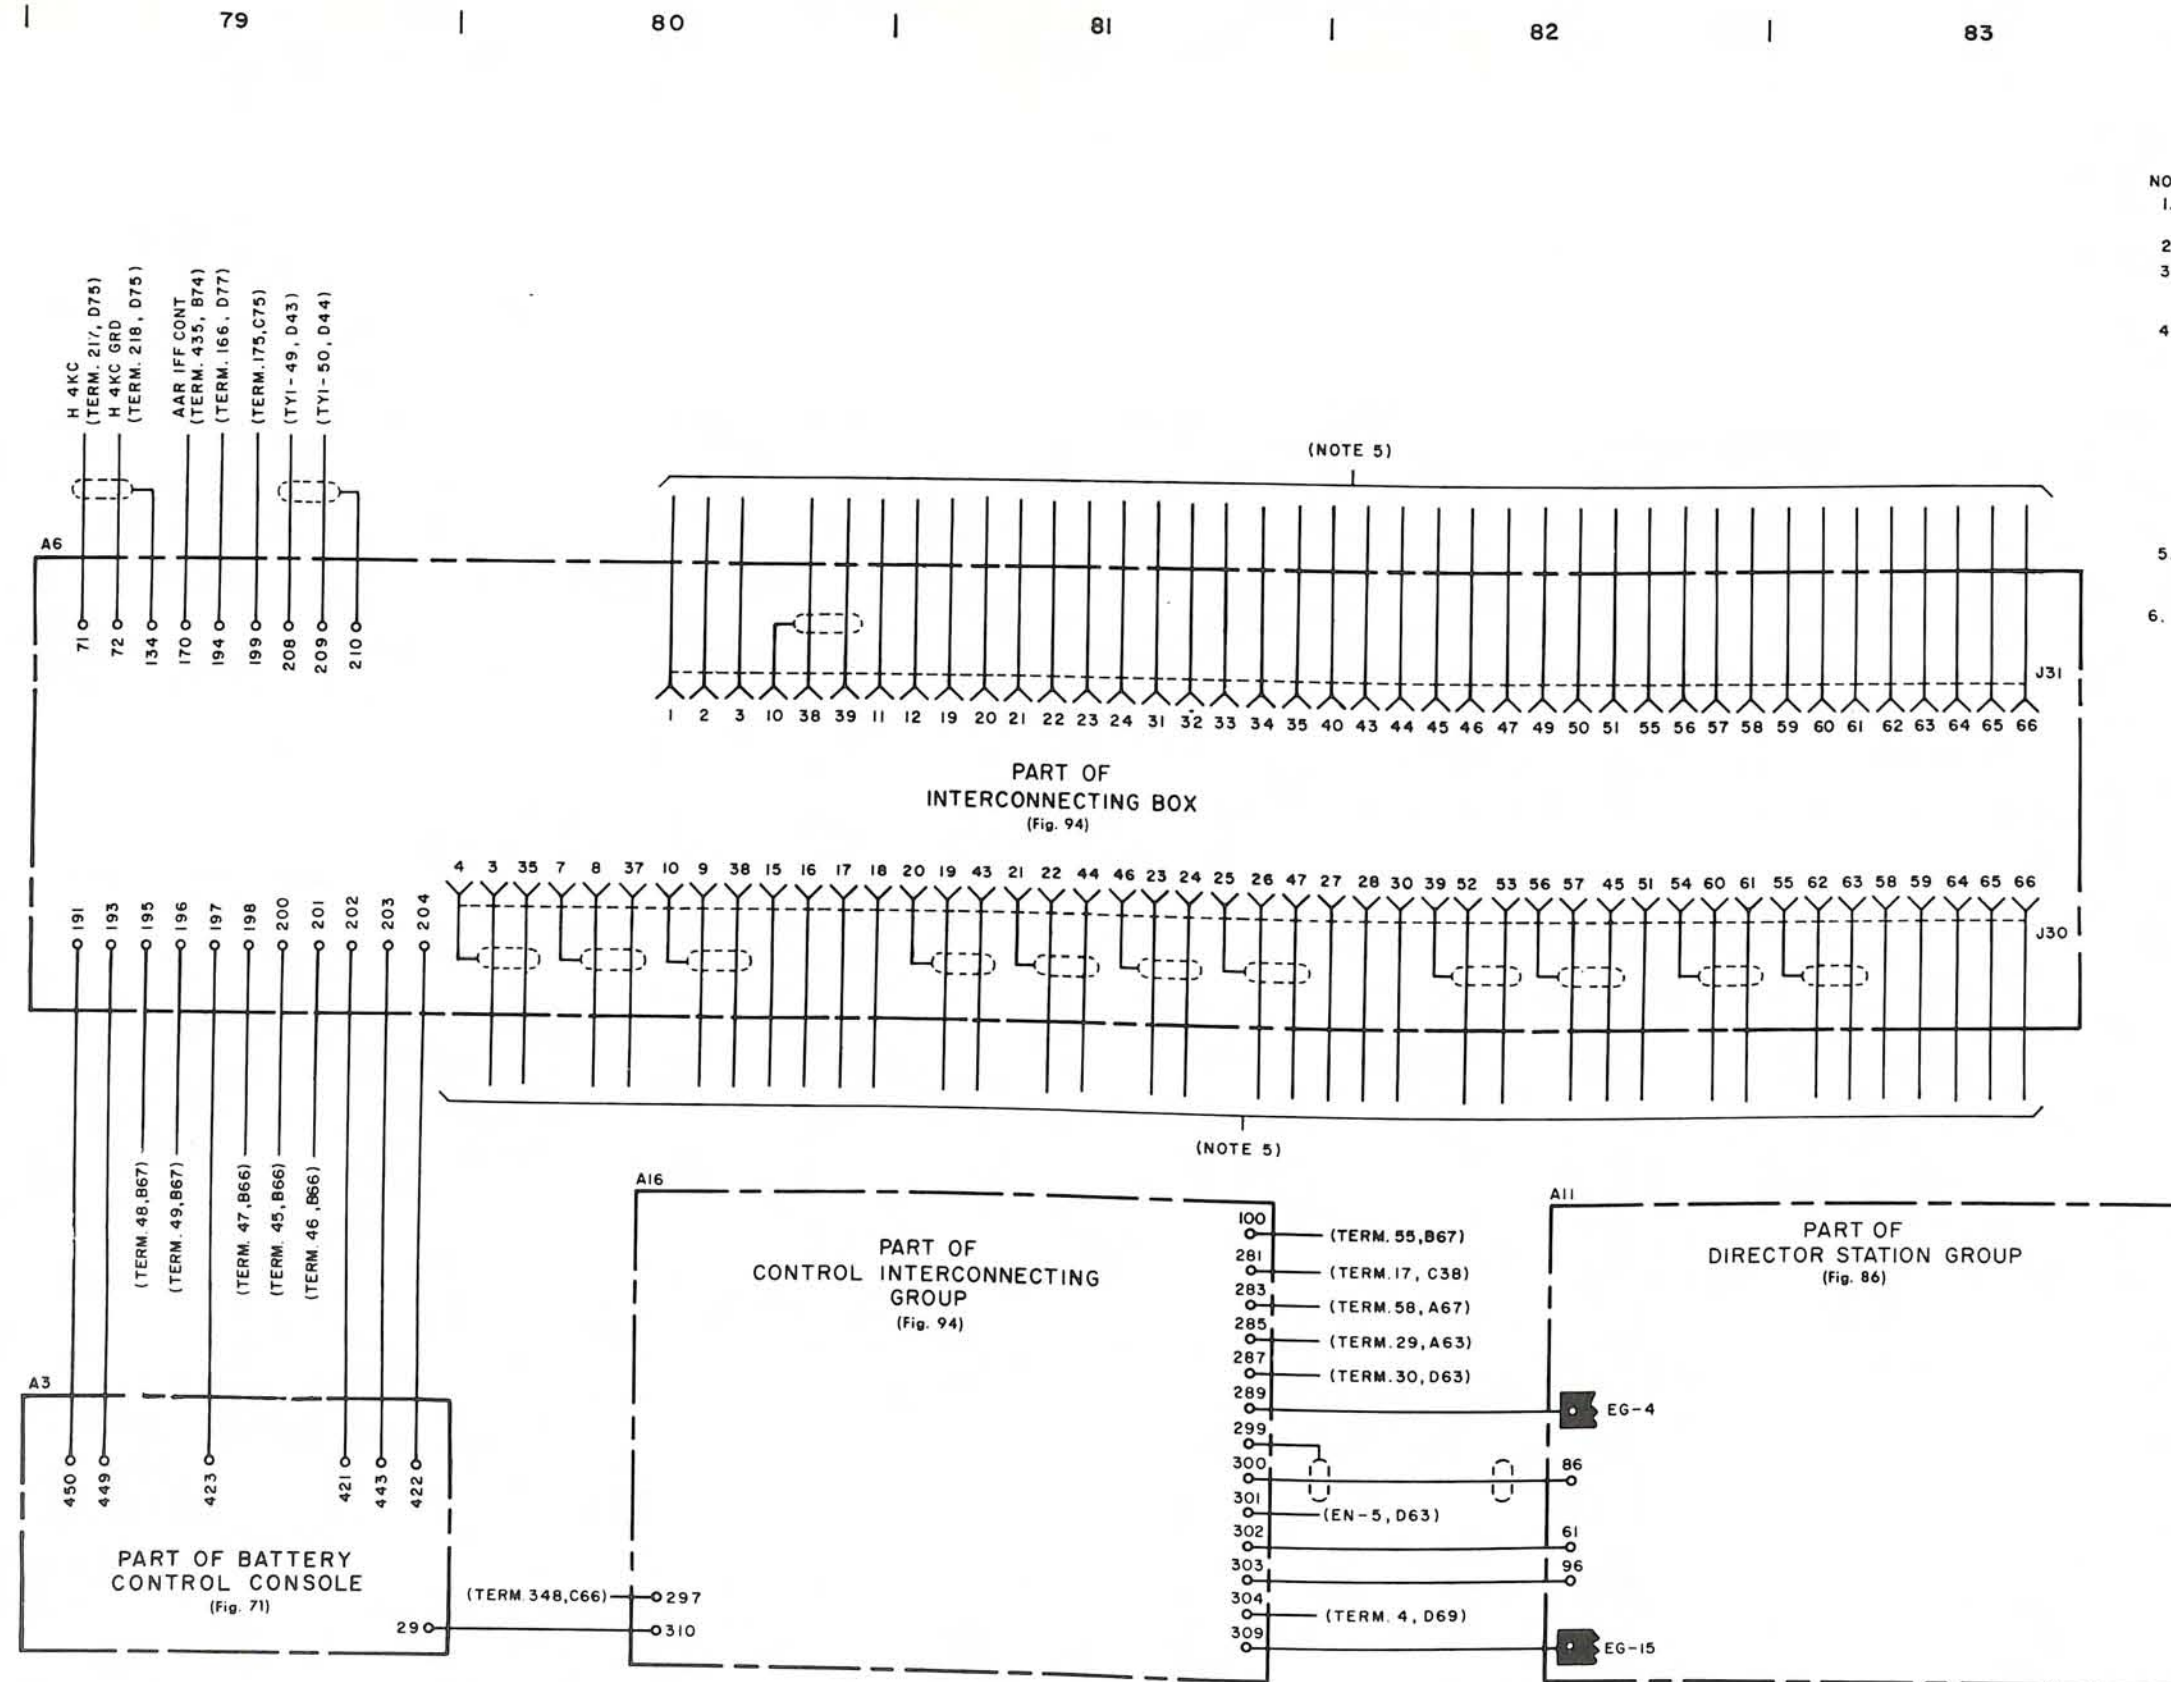 79
80
81
82
83
NO
1.
2
3
4
5.
6.
H 4KC
(TERM. 217, D75)
H 4KC GRD
(TERM. 218, D75)
AAR IFF CONT
(TERM. 435, B74)
(TERM. 166, D77)
(TERM. 175, C75)
(TY1-49, D43)
(TY1-50, D44)
(NOTE 5)
A6
71
72
134
170
194
199
208
209
210
J31
1 2 3 10 38 39 11 12 19 20 21 22 23 24 31 32 33 34 35 40 43 44 45 46 47 49 50 51 55 56 57 58 59 60 61 62 63 64 65 66
PART OF
INTERCONNECTING BOX
(Fig. 94)
4 3 35 7 8 37 10 9 38 15 16 17 18 20 19 43 21 22 44 46 23 24 25 26 47 27 28 30 39 52 53 56 57 45 51 54 60 61 55 62 63 58 59 64 65 66
J30
191
193
195
196
197
198
200
201
202
203
204
(NOTE 5)
(TERM. 48, B67)
(TERM. 49, B67)
(TERM. 47, B66)
(TERM. 45, B66)
(TERM. 46, B66)
A3
450
449
423
421
443
422
PART OF BATTERY
CONTROL CONSOLE
(Fig. 71)
29
A16
PART OF
CONTROL INTERCONNECTING
GROUP
(Fig. 94)
(TERM. 348, C66)
297
310
100
(TERM. 55, B67)
281
(TERM. 17, C38)
283
(TERM. 58, A67)
285
(TERM. 29, A63)
287
(TERM. 30, D63)
289
299
300
301
(EN-5, D63)
302
303
304
(TERM. 4, D69)
309
A11
PART OF
DIRECTOR STATION GROUP
(Fig. 86)
EG-4
86
61
96
EG-15